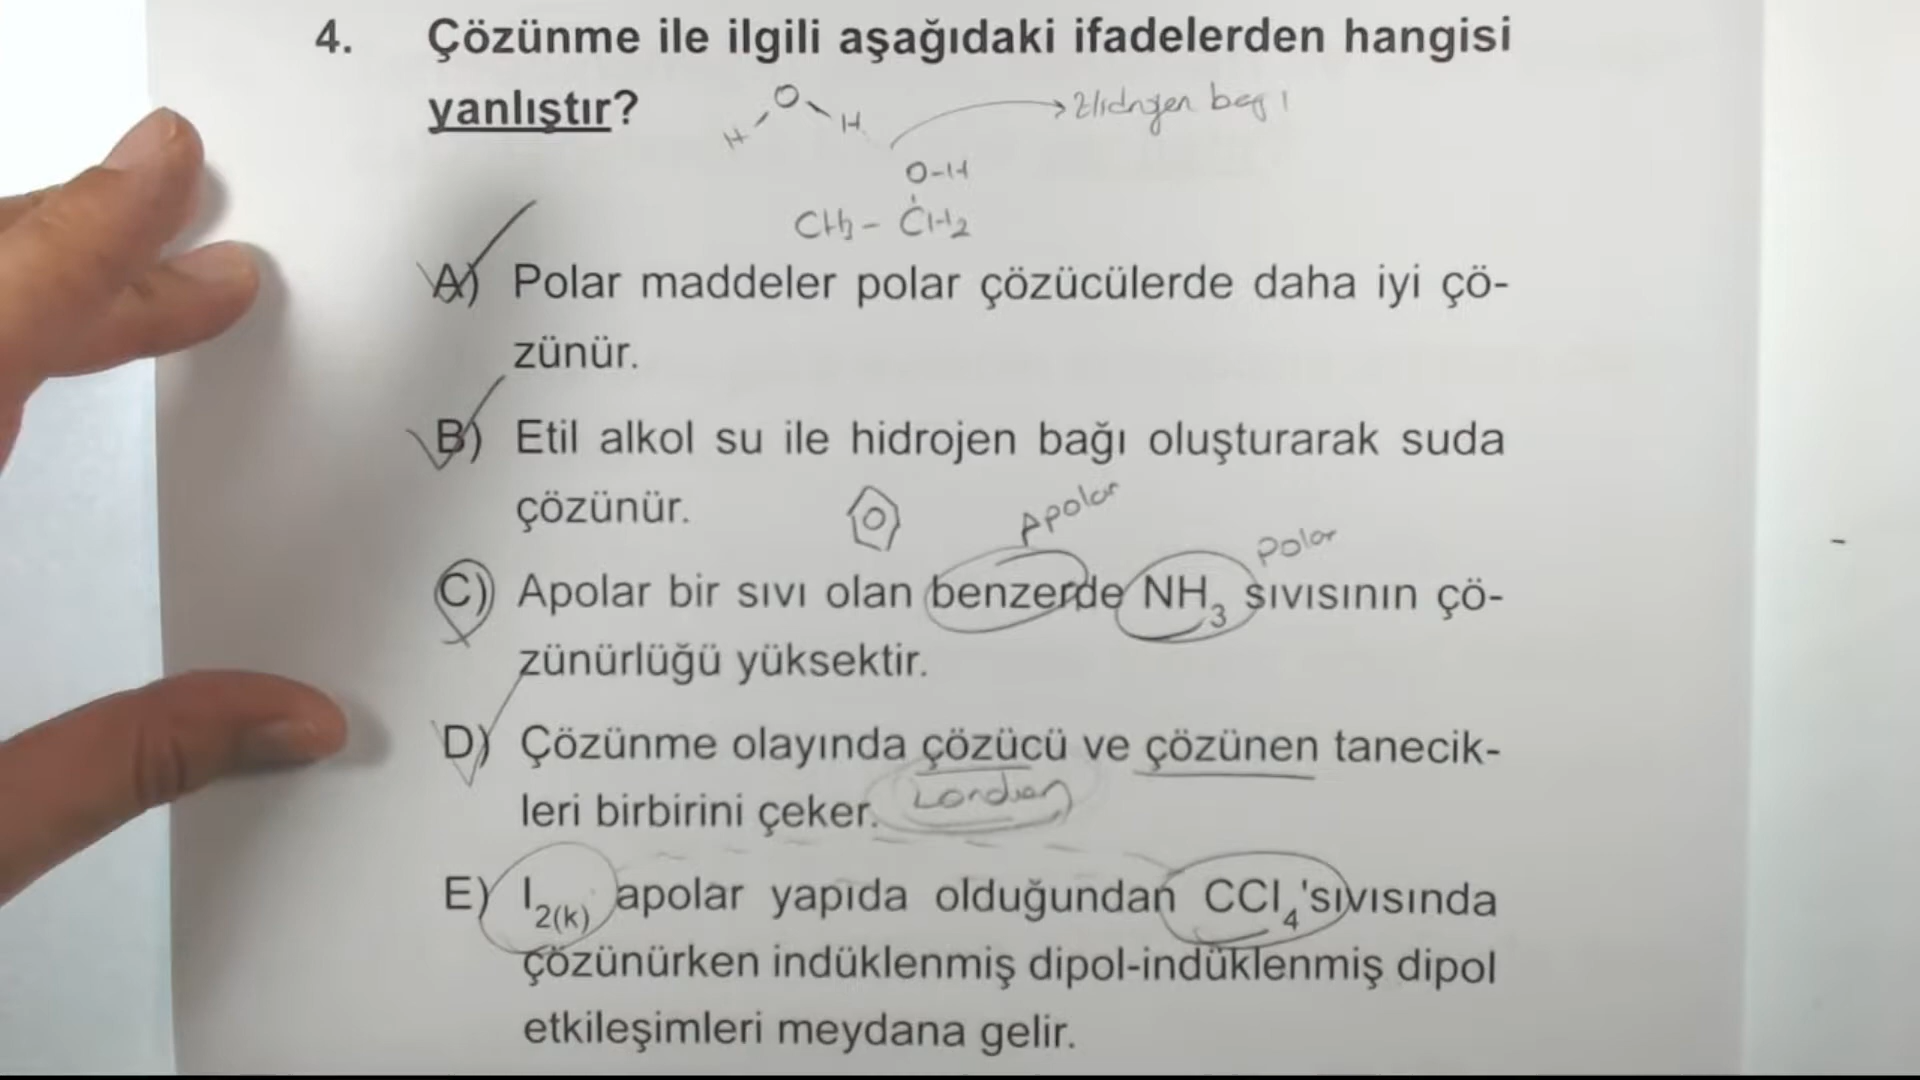 4. Çözünme ile ilgili aşağıdaki ifadelerden hangisi
yanlıştır?
H O H
Hidrojen bağı
O-H
CH3 - CH2
A) Polar maddeler polar çözücülerde daha iyi çö-
zünür.
B) Etil alkol su ile hidrojen bağı oluşturarak suda
çözünür.
Apolar
Polar
C) Apolar bir sıvı olan benzerde NH3 sıvısının çö-
zünürlüğü yüksektir.
D) Çözünme olayında çözücü ve çözünen tanecik-
leri birbirini çeker.
London
E) I2(k) apolar yapıda olduğundan CCl4'sıvısında
çözünürken indüklenmiş dipol-indüklenmiş dipol
etkileşimleri meydana gelir.